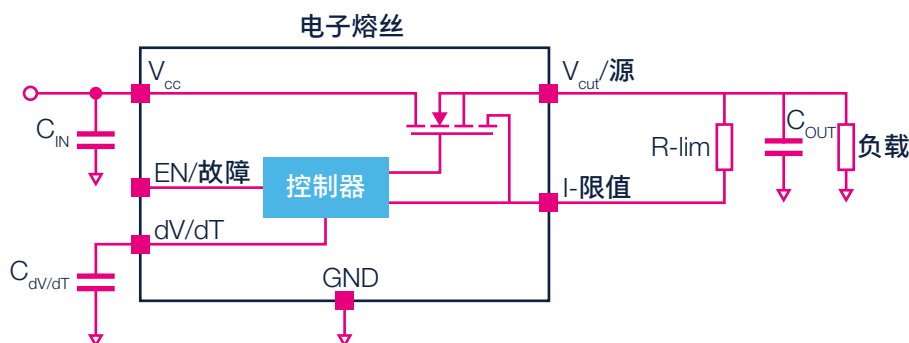 电子熔丝
Vcc
Vcut/源
CIN
EN/故障
控制器
R-lim
COUT
负载
I-限值
dV/dT
CdV/dT
GND